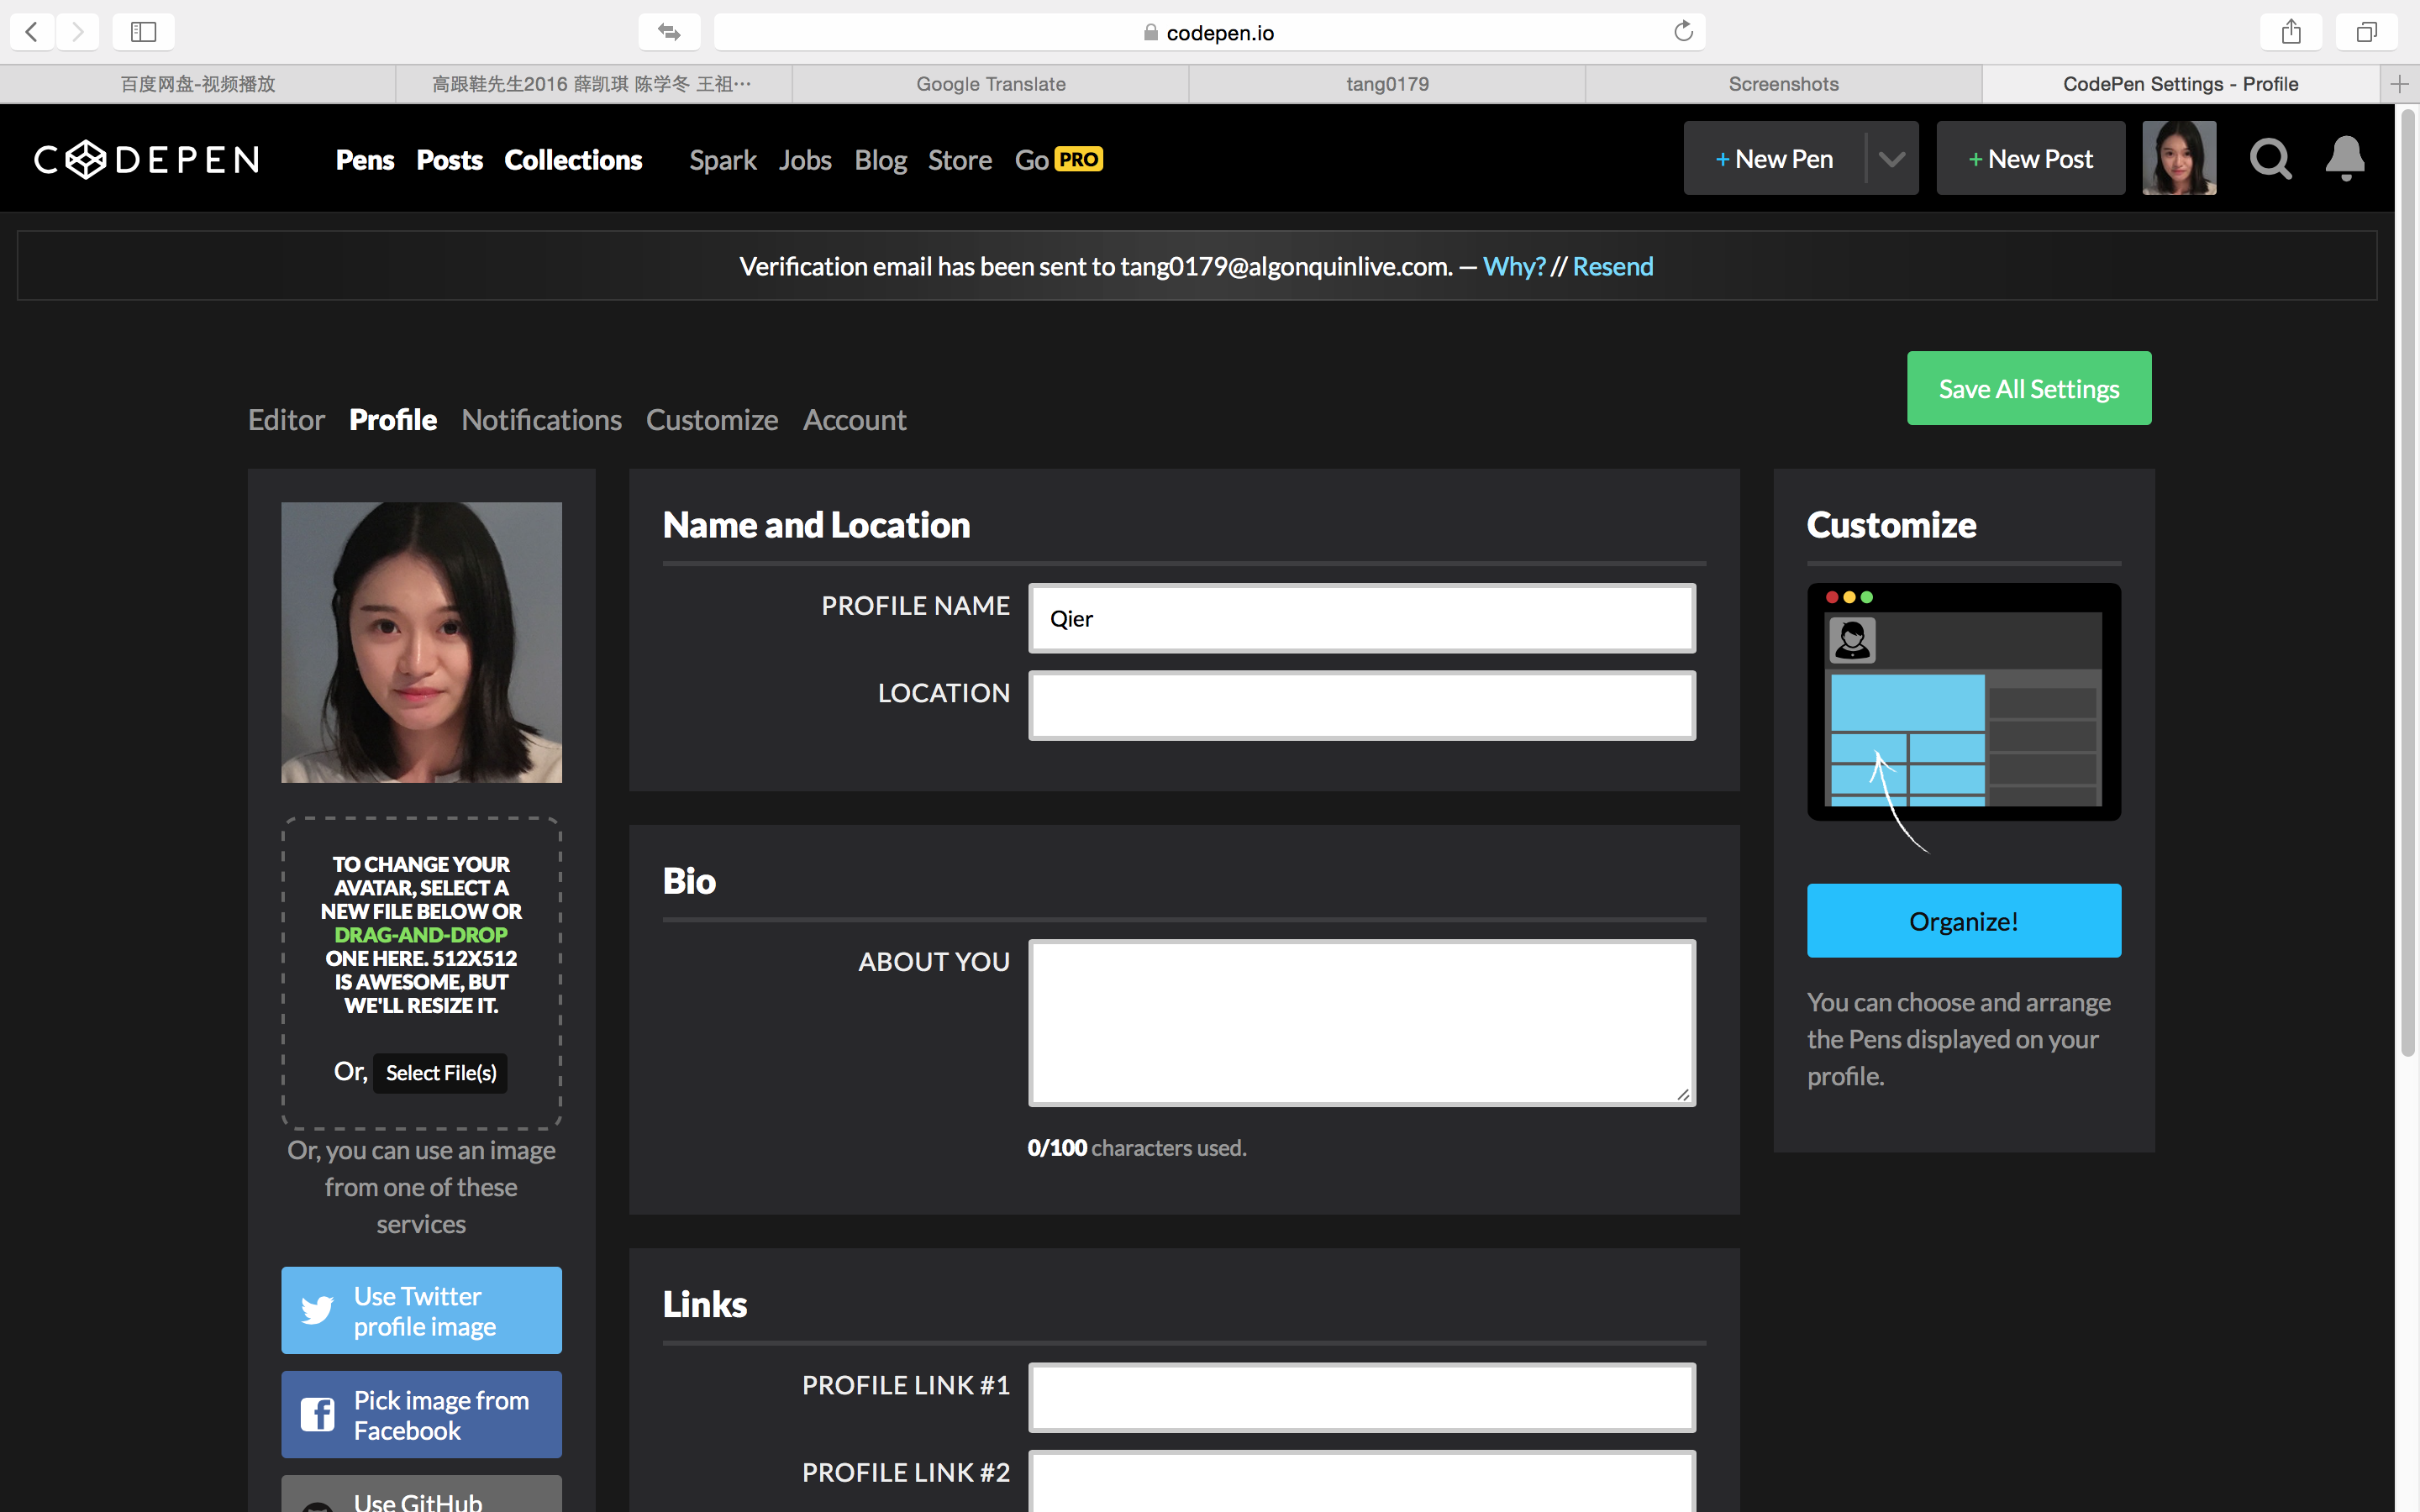 codepen.io
百度网盘-视频播放
高跟鞋先生2016 薛凯琪 陈学冬 王祖…
Google Translate
tang0179
Screenshots
CodePen Settings - Profile
CODEPEN
Pens Posts Collections Spark Jobs Blog Store Go PRO
+ New Pen
+ New Post
Verification email has been sent to tang0179@algonquinlive.com. — Why? // Resend
Save All Settings
Editor Profile Notifications Customize Account
TO CHANGE YOUR
AVATAR, SELECT A
NEW FILE BELOW OR
DRAG-AND-DROP
ONE HERE. 512X512
IS AWESOME, BUT
WE'LL RESIZE IT.
Or, Select File(s)
Or, you can use an image
from one of these
services
Use Twitter
profile image
Pick image from
Facebook
Use GitHub
Name and Location
PROFILE NAME
Qier
LOCATION
Bio
ABOUT YOU
0/100 characters used.
Links
PROFILE LINK #1
PROFILE LINK #2
Customize
Organize!
You can choose and arrange
the Pens displayed on your
profile.